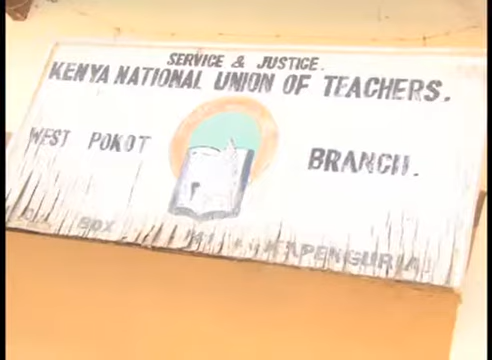 SERVICE & JUSTICE.
KENYA NATIONAL UNION OF TEACHERS.
WEST POKOT BRANCH.
BOX KAPENGURIA